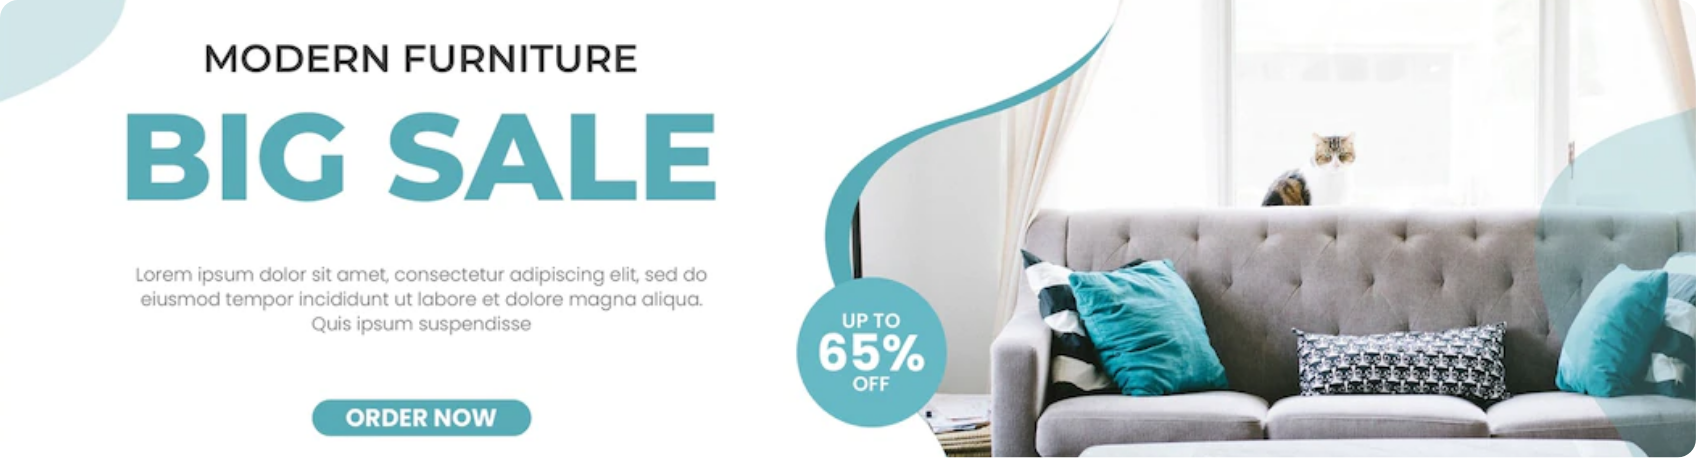 MODERN FURNITURE
BIG SALE
Lorem ipsum dolor sit amet, consectetur adipiscing elit, sed do
eiusmod tempor incididunt ut labore et dolore magna aliqua.
Quis ipsum suspendisse
ORDER NOW
UP TO
65%
OFF